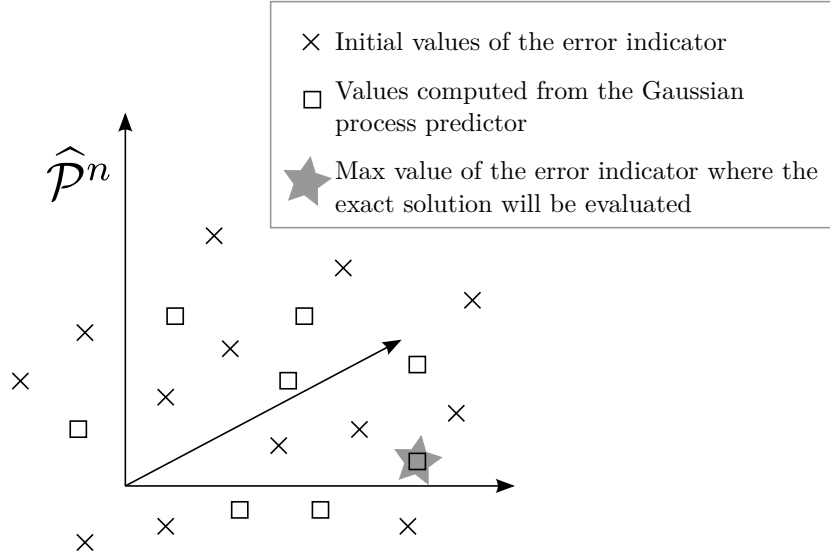 Initial values of the error indicator
Values computed from the Gaussian
process predictor
Max value of the error indicator where the
exact solution will be evaluated
$\widehat{\mathcal{P}}^n$